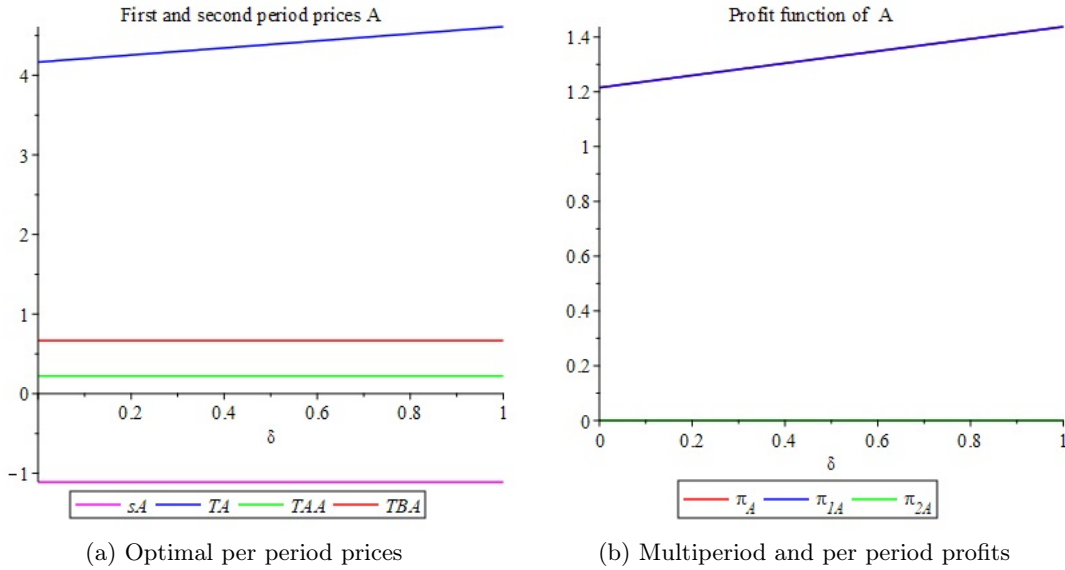 First and second period prices A
4
3
2
1
0
−1
0.2
0.4
0.6
0.8
1
δ
sA
TA
TAA
TBA
(a) Optimal per period prices
Profit function of A
1.4
1.2
1
0.8
0.6
0.4
0.2
0
0
0.2
0.4
0.6
0.8
1
δ
π_A
π_1A
π_2A
(b) Multiperiod and per period profits